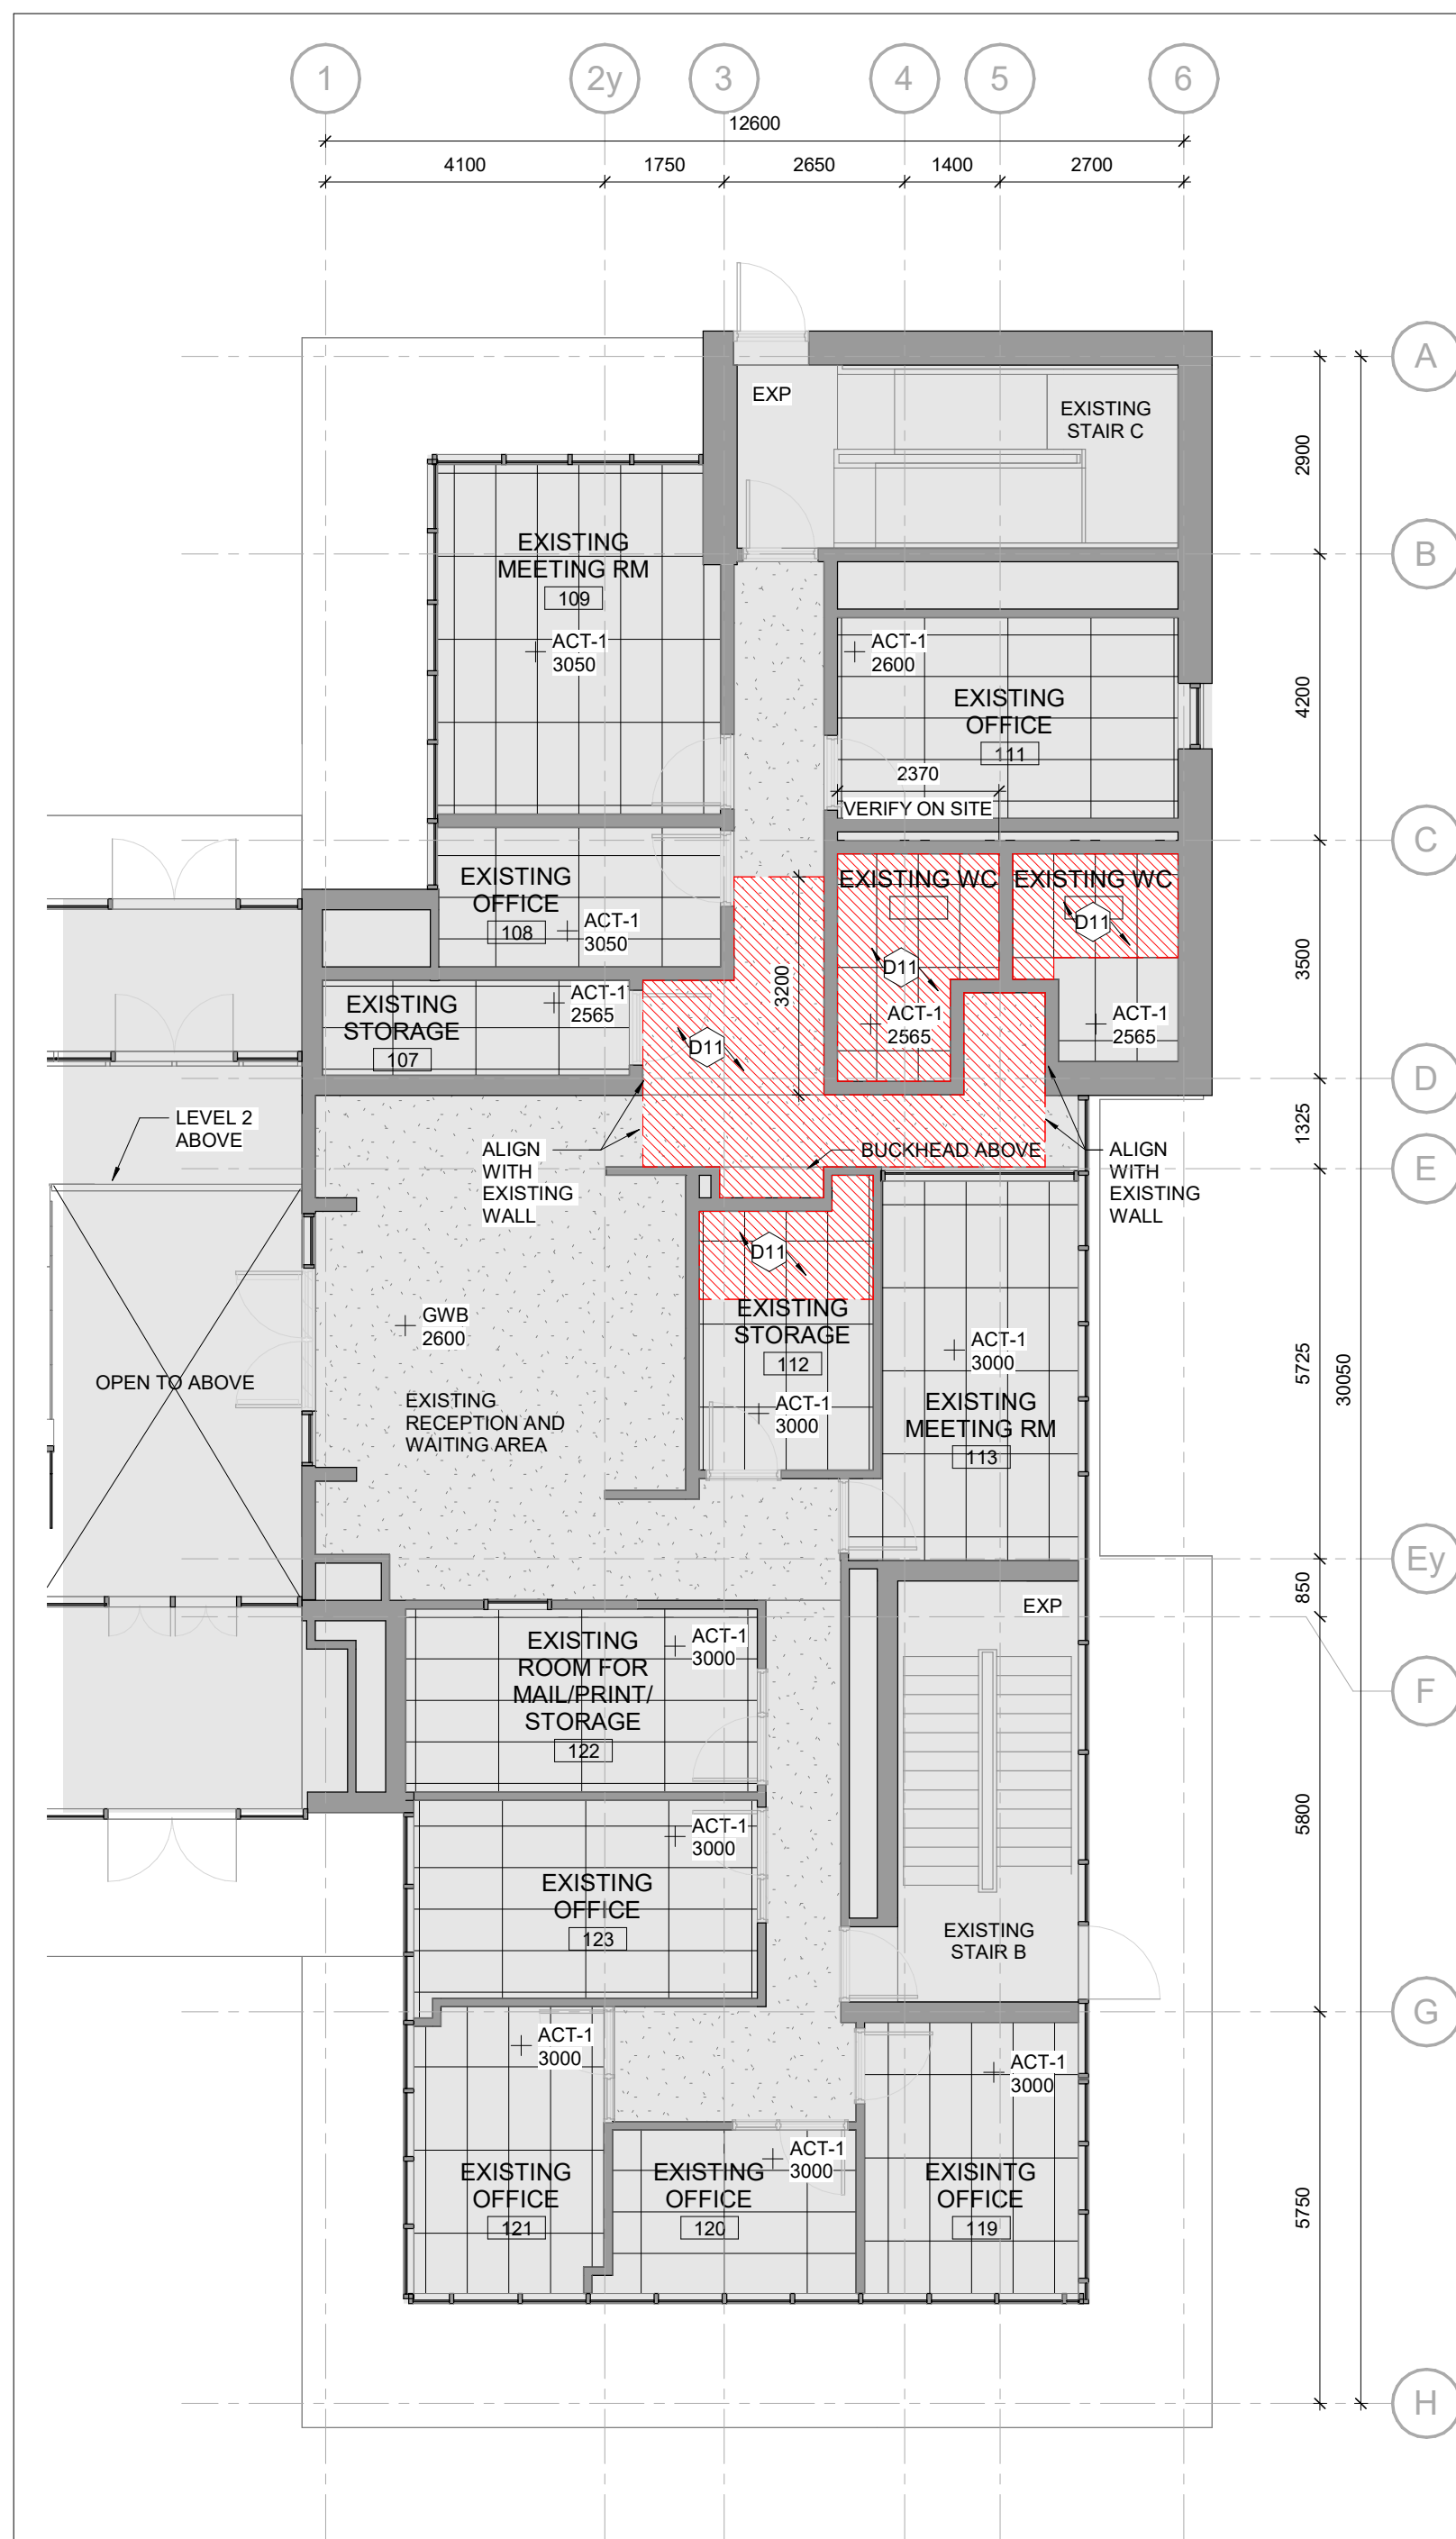 1
2y
3
4
5
6
12600
4100
1750
2650
1400
2700
A
EXP
EXISTING
STAIR C
2900
B
EXISTING
MEETING RM
109
ACT-1
3050
ACT-1
2600
EXISTING
OFFICE
111
2370
VERIFY ON SITE
4200
C
EXISTING
OFFICE
108
ACT-1
3050
EXISTING WC
D11
ACT-1
2565
EXISTING WC
D11
ACT-1
2565
3500
3200
EXISTING
STORAGE
107
ACT-1
2565
D11
D
LEVEL 2
ABOVE
ALIGN
WITH
EXISTING
WALL
BUCKHEAD ABOVE
ALIGN
WITH
EXISTING
WALL
1325
E
D11
EXISTING
STORAGE
112
ACT-1
3000
GWB
2600
OPEN TO ABOVE
EXISTING
RECEPTION AND
WAITING AREA
ACT-1
3000
EXISTING
MEETING RM
113
5725
30050
Ey
850
EXP
EXISTING
ROOM FOR
MAIL/PRINT/
STORAGE
122
ACT-1
3000
F
ACT-1
3000
EXISTING
OFFICE
123
5800
EXISTING
STAIR B
G
ACT-1
3000
EXISTING
OFFICE
121
ACT-1
3000
EXISTING
OFFICE
120
ACT-1
3000
EXISINTG
OFFICE
119
5750
H